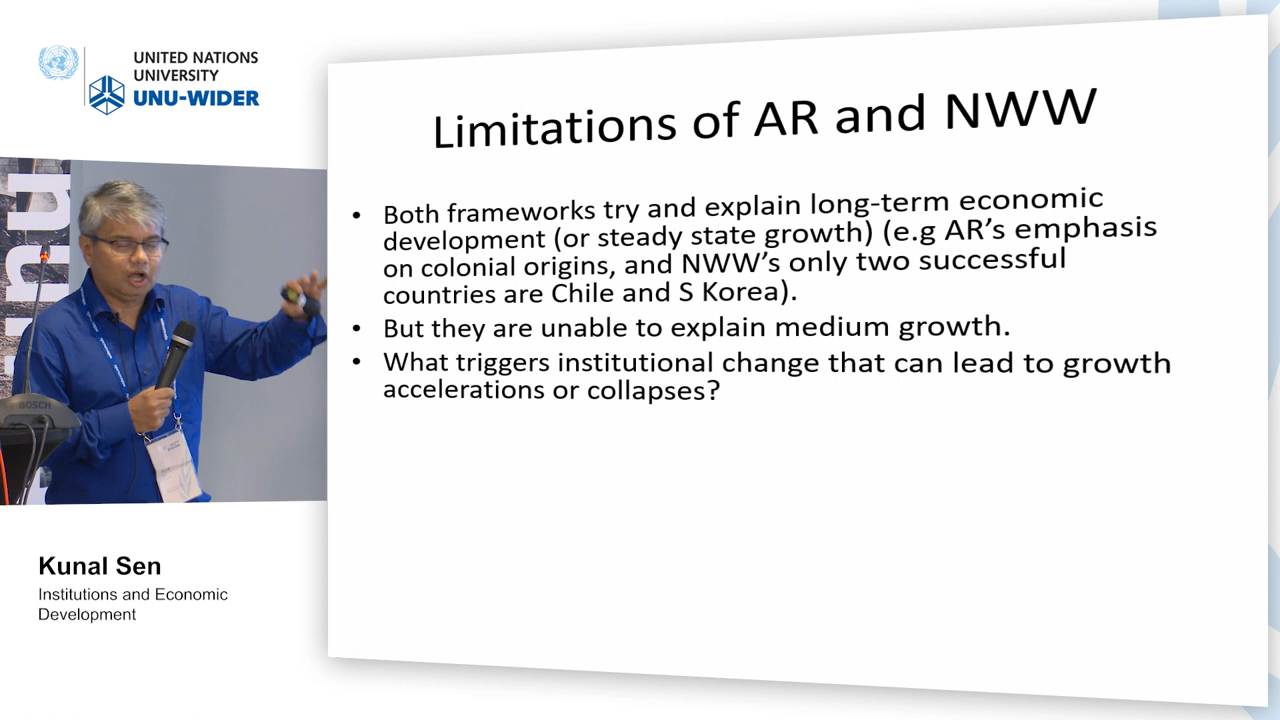 UNITED NATIONS
UNIVERSITY
UNU-WIDER
BOSCH
Kunal Sen
Institutions and Economic
Development
Limitations of AR and NWW
• Both frameworks try and explain long-term economic
development (or steady state growth) (e.g AR’s emphasis
on colonial origins, and NWW’s only two successful
countries are Chile and S Korea).
• But they are unable to explain medium growth.
• What triggers institutional change that can lead to growth
accelerations or collapses?